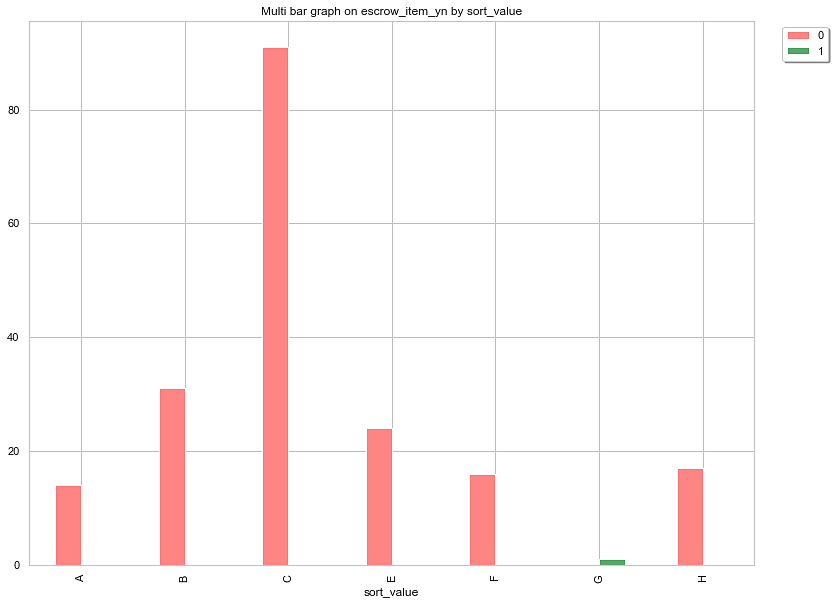 Multi bar graph on escrow_item_yn by sort_value
0
1
80
60
40
20
0
A
B
C
E
F
G
H
sort_value